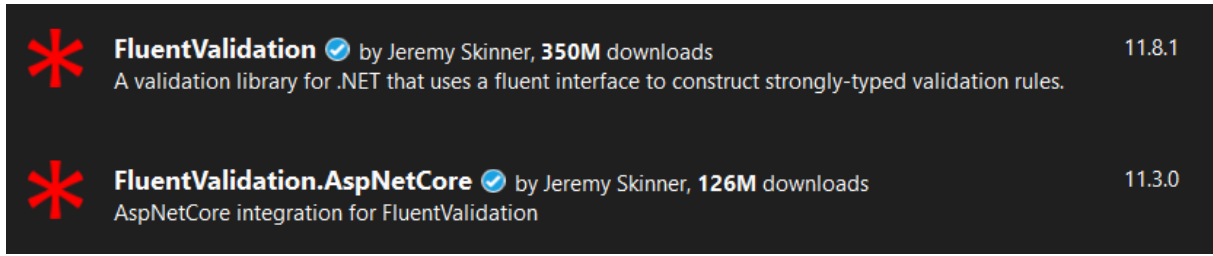 FluentValidation by Jeremy Skinner, 350M downloads 11.8.1
A validation library for .NET that uses a fluent interface to construct strongly-typed validation rules.
FluentValidation.AspNetCore by Jeremy Skinner, 126M downloads 11.3.0
AspNetCore integration for FluentValidation